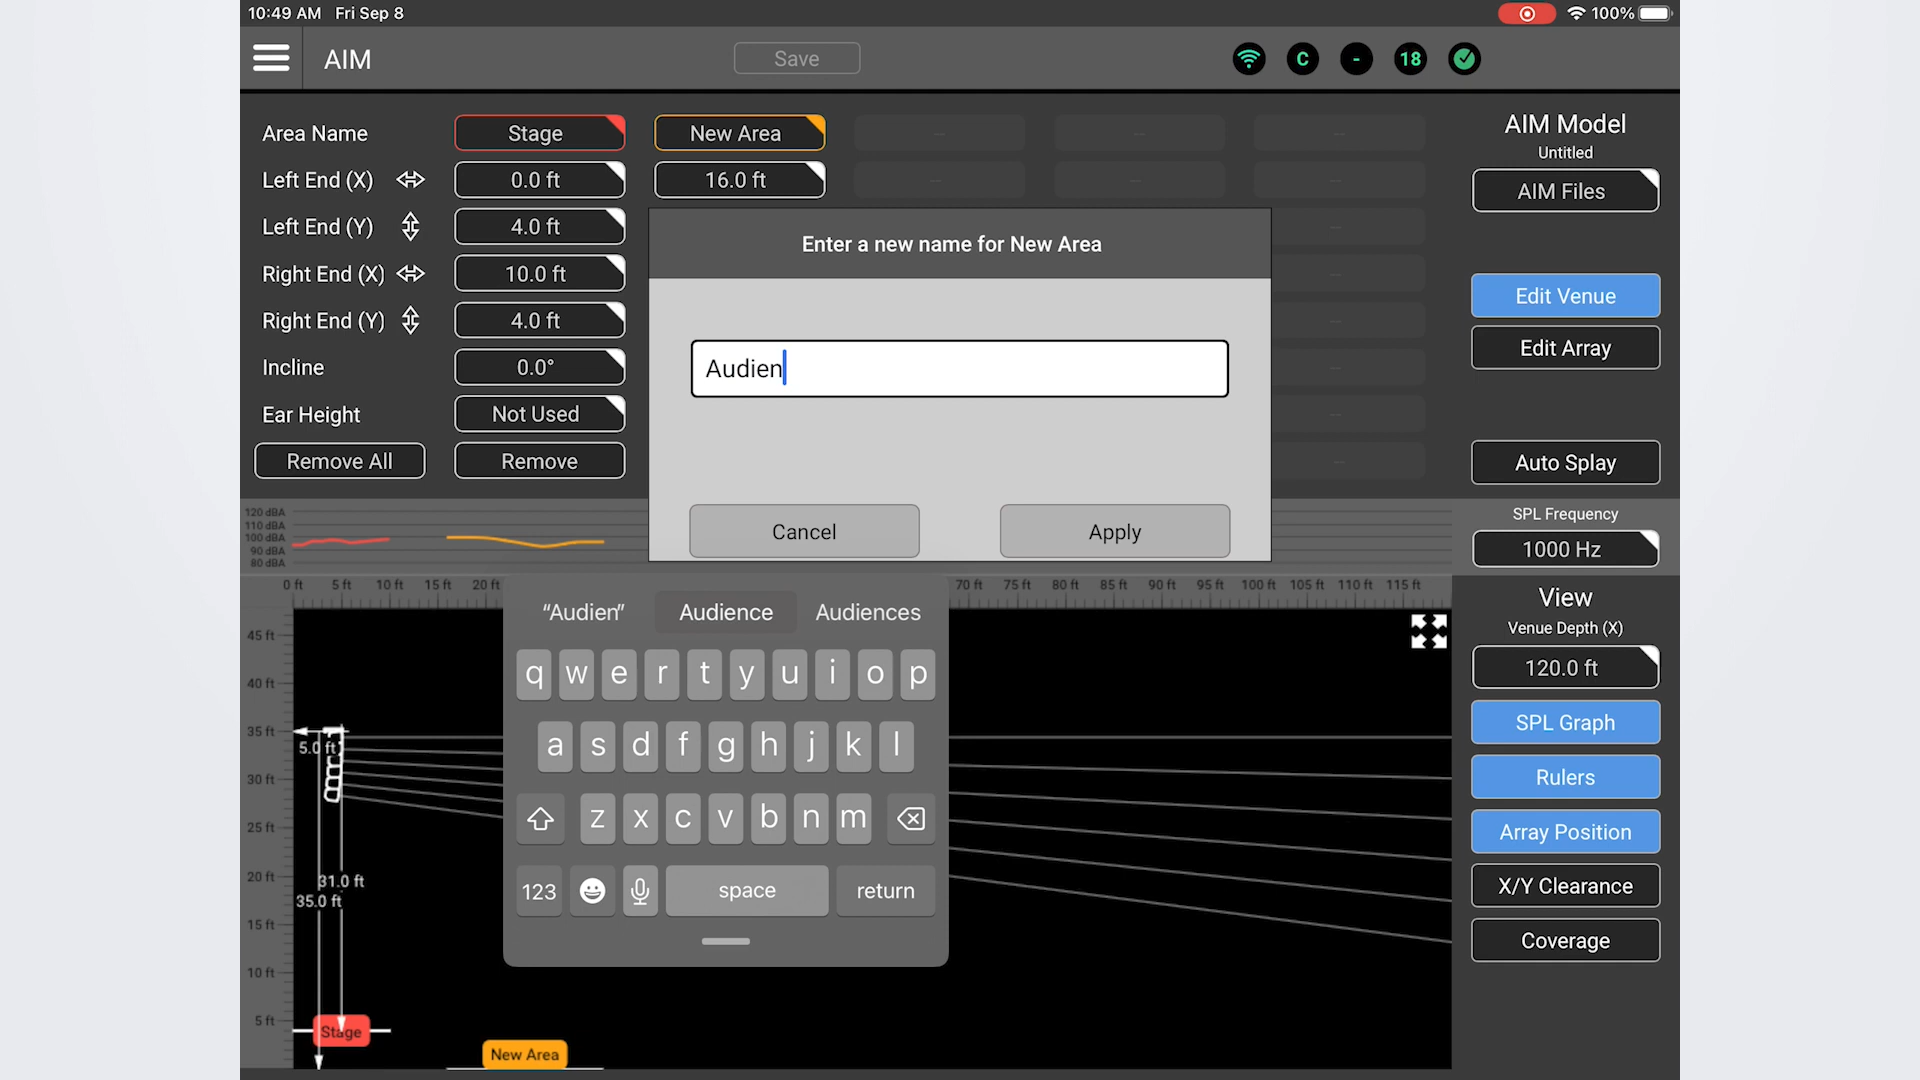 10:49 AM Fri Sep 8
100%
AIM
Save
C
-
18
Area Name
Stage
New Area
--
--
--
AIM Model
Untitled
Left End (X)
0.0 ft
16.0 ft
--
--
--
AIM Files
Left End (Y)
4.0 ft
--
Enter a new name for New Area
Right End (X)
10.0 ft
--
Edit Venue
Right End (Y)
4.0 ft
--
Edit Array
Incline
0.0°
Audien
--
Ear Height
Not Used
--
Remove All
Remove
--
Auto Splay
Cancel
Apply
120 dBA
110 dBA
100 dBA
90 dBA
80 dBA
SPL Frequency
1000 Hz
0 ft 5 ft 10 ft 15 ft 20 ft 70 ft 75 ft 80 ft 85 ft 90 ft 95 ft 100 ft 105 ft 110 ft 115 ft
View
Venue Depth (X)
120.0 ft
SPL Graph
Rulers
Array Position
X/Y Clearance
Coverage
“Audien” Audience Audiences
q w e r t y u i o p
a s d f g h j k l
z x c v b n m
123 space return
45 ft
40 ft
35 ft
30 ft
25 ft
20 ft
15 ft
10 ft
5 ft
5.0 ft
31.0 ft
35.0 ft
Stage
New Area